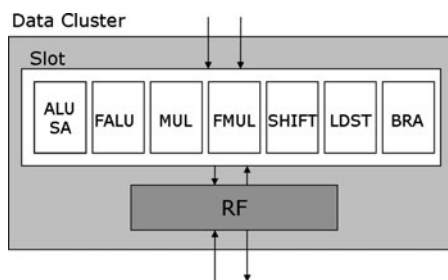 Data Cluster
Slot
ALU
SA
FALU
MUL
FMUL
SHIFT
LDST
BRA
RF